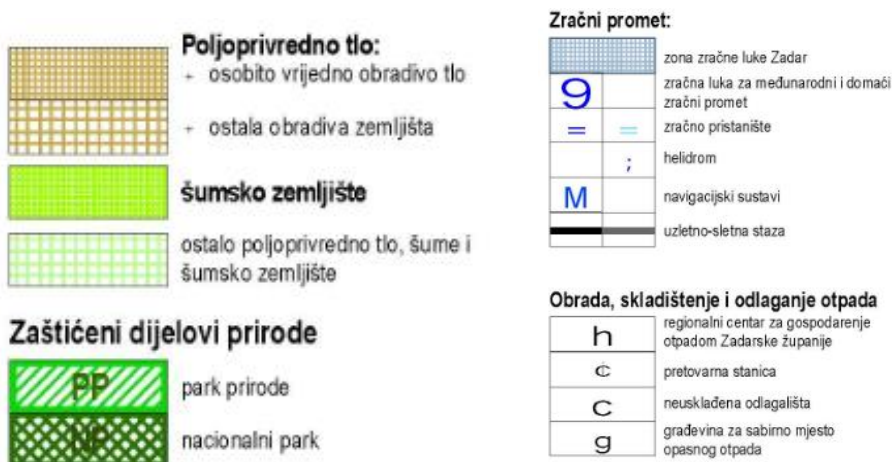 Poljoprivredno tlo:
+ osobito vrijedno obradivo tlo
+ ostala obradiva zemljišta
šumsko zemljište
ostalo poljoprivredno tlo, šume i
šumsko zemljište
Zaštićeni dijelovi prirode
PP park prirode
NP nacionalni park
Zračni promet:
zona zračne luke Zadar
9 zračna luka za međunarodni i domaći
zračni promet
= = zračno pristanište
; helidrom
M navigacijski sustavi
uzletno-sletna staza
Obrada, skladištenje i odlaganje otpada
h regionalni centar za gospodarenje
otpadom Zadarske županije
¢ pretovarna stanica
c neusklađena odlagališta
g građevina za sabirno mjesto
opasnog otpada